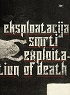 eksploatacija
smrti
exploita-
tion of death